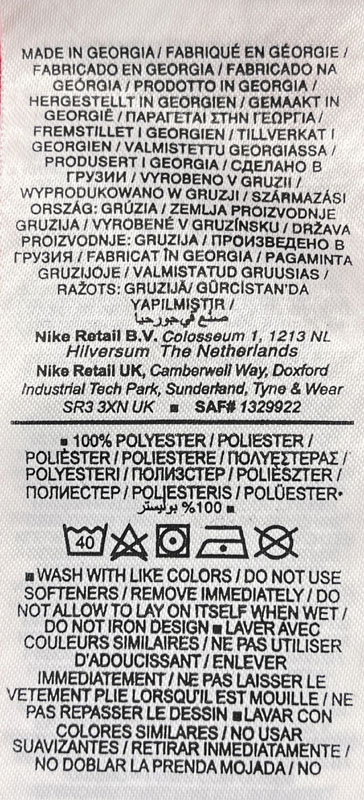 MADE IN GEORGIA / FABRIQUÉ EN GÉORGIE /
FABRICADO EN GEORGIA / FABRICADO NA
GEÓRGIA / PRODOTTO IN GEORGIA /
HERGESTELLT IN GEORGIEN / GEMAAKT IN
GEORGIË / ΠΑΡΑΓΕΤΑΙ ΣΤΗΝ ΓΕΩΡΓΙΑ /
FREMSTILLET I GEORGIEN / TILLVERKAT I
GEORGIEN / VALMISTETTU GEORGIASSA /
PRODUSERT I GEORGIA / СДЕЛАНО В
ГРУЗИИ / VYROBENO V GRUZII /
WYPRODUKOWANO W GRUZJI / SZÁRMAZÁSI
ORSZÁG: GRÚZIA / ZEMLJA PROIZVODNJE
GRUZIJA / VYROBENÉ V GRUZÍNSKU / DRŽAVA
PROIZVODNJE: GRUZIJA / ПРОИЗВЕДЕНО В
ГРУЗИЯ / FABRICAT ÎN GEORGIA / PAGAMINTA
GRUZIJOJE / VALMISTATUD GRUUSIAS /
RAŽOTS: GRUZIJĀ / GÜRCİSTAN'DA
YAPILMIŞTIR /
صنع في جورجيا
Nike Retail B.V. Colosseum 1, 1213 NL
Hilversum The Netherlands
Nike Retail UK, Camberwell Way, Doxford
Industrial Tech Park, Sunderland, Tyne & Wear
SR3 3XN UK ■ SAF# 1329922
■ 100% POLYESTER / POLIESTER /
POLIÉSTER / POLIESTERE / ΠΟΛΥΕΣΤΕΡΑΣ /
POLYESTERI / ПОЛИЭСТЕР / POLIÉSZTER /
ПОЛИЕСТЕР / POLIESTERIS / POLÜESTER•
■ %100 بوليستر
40
■ WASH WITH LIKE COLORS / DO NOT USE
SOFTENERS / REMOVE IMMEDIATELY / DO
NOT ALLOW TO LAY ON ITSELF WHEN WET /
DO NOT IRON DESIGN ■ LAVER AVEC
COULEURS SIMILAIRES / NE PAS UTILISER
D'ADOUCISSANT / ENLEVER
IMMEDIATEMENT / NE PAS LAISSER LE
VETEMENT PLIE LORSQU'IL EST MOUILLE / NE
PAS REPASSER LE DESSIN ■ LAVAR CON
COLORES SIMILARES / NO USAR
SUAVIZANTES / RETIRAR INMEDIATAMENTE /
NO DOBLAR LA PRENDA MOJADA / NO